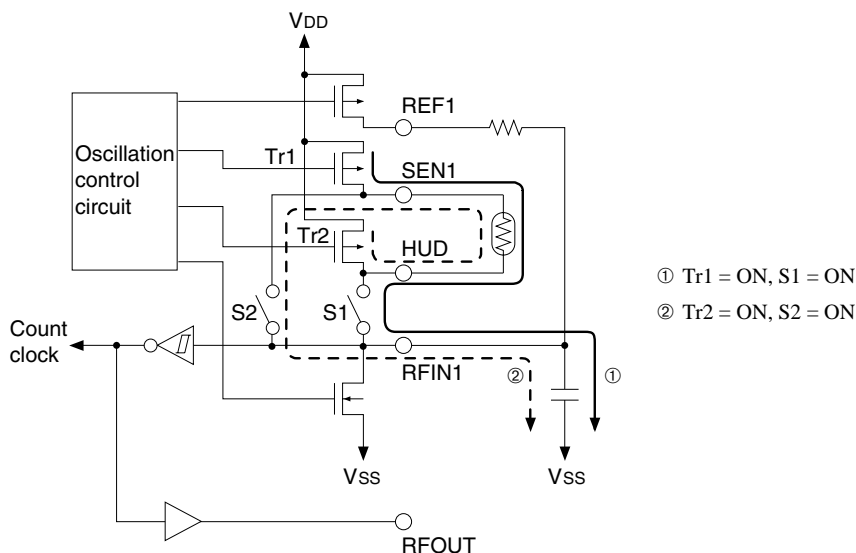 VDD
REF1
Oscillation
control
circuit
Tr1
SEN1
Tr2
HUD
① Tr1 = ON, S1 = ON
② Tr2 = ON, S2 = ON
S2
S1
Count
clock
RFIN1
②
①
VSS
VSS
RFOUT